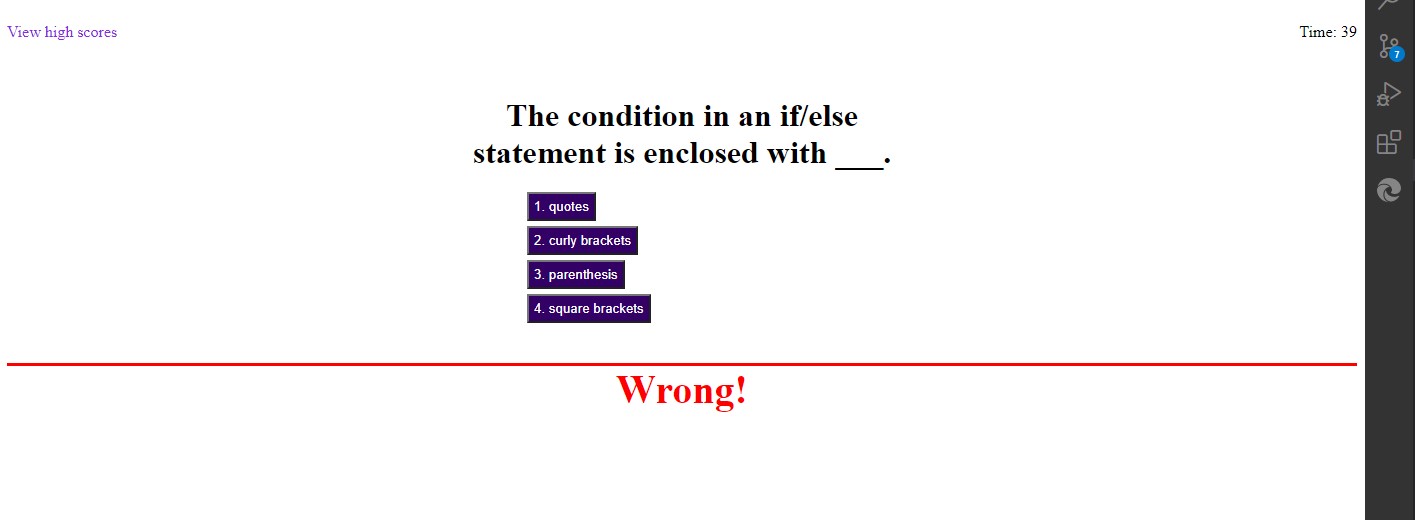 View high scores
Time: 39
7
The condition in an if/else
statement is enclosed with ___.
1. quotes
2. curly brackets
3. parenthesis
4. square brackets
Wrong!